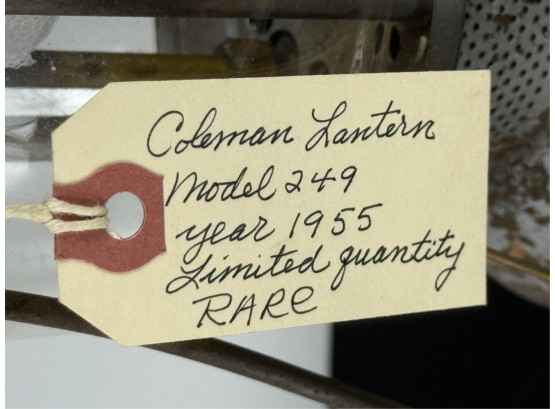 Coleman Lantern
Model 249
year 1955
Limited quantity
RARE